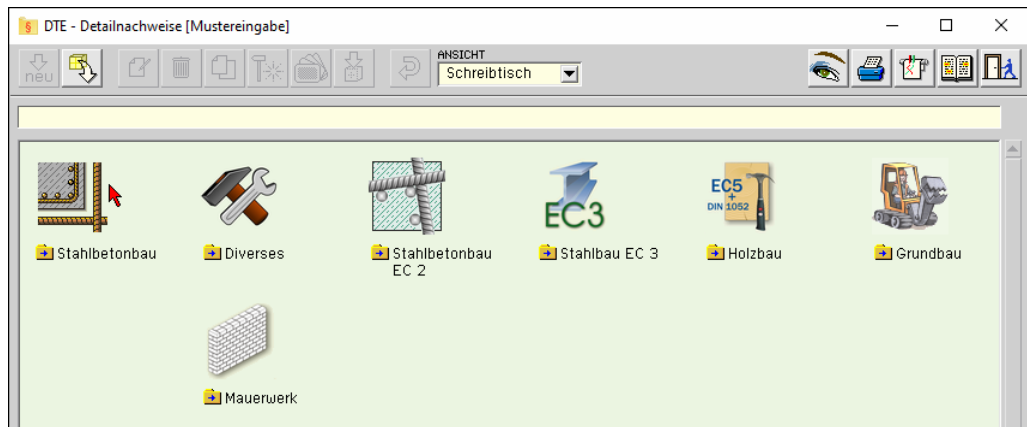 DTE - Detailnachweise [Mustereingabe]
neu
ANSICHT
Schreibtisch
EC3
EC5
+
DIN 1052
Stahlbetonbau
Diverses
Stahlbetonbau
EC 2
Stahlbau EC 3
Holzbau
Grundbau
Mauerwerk